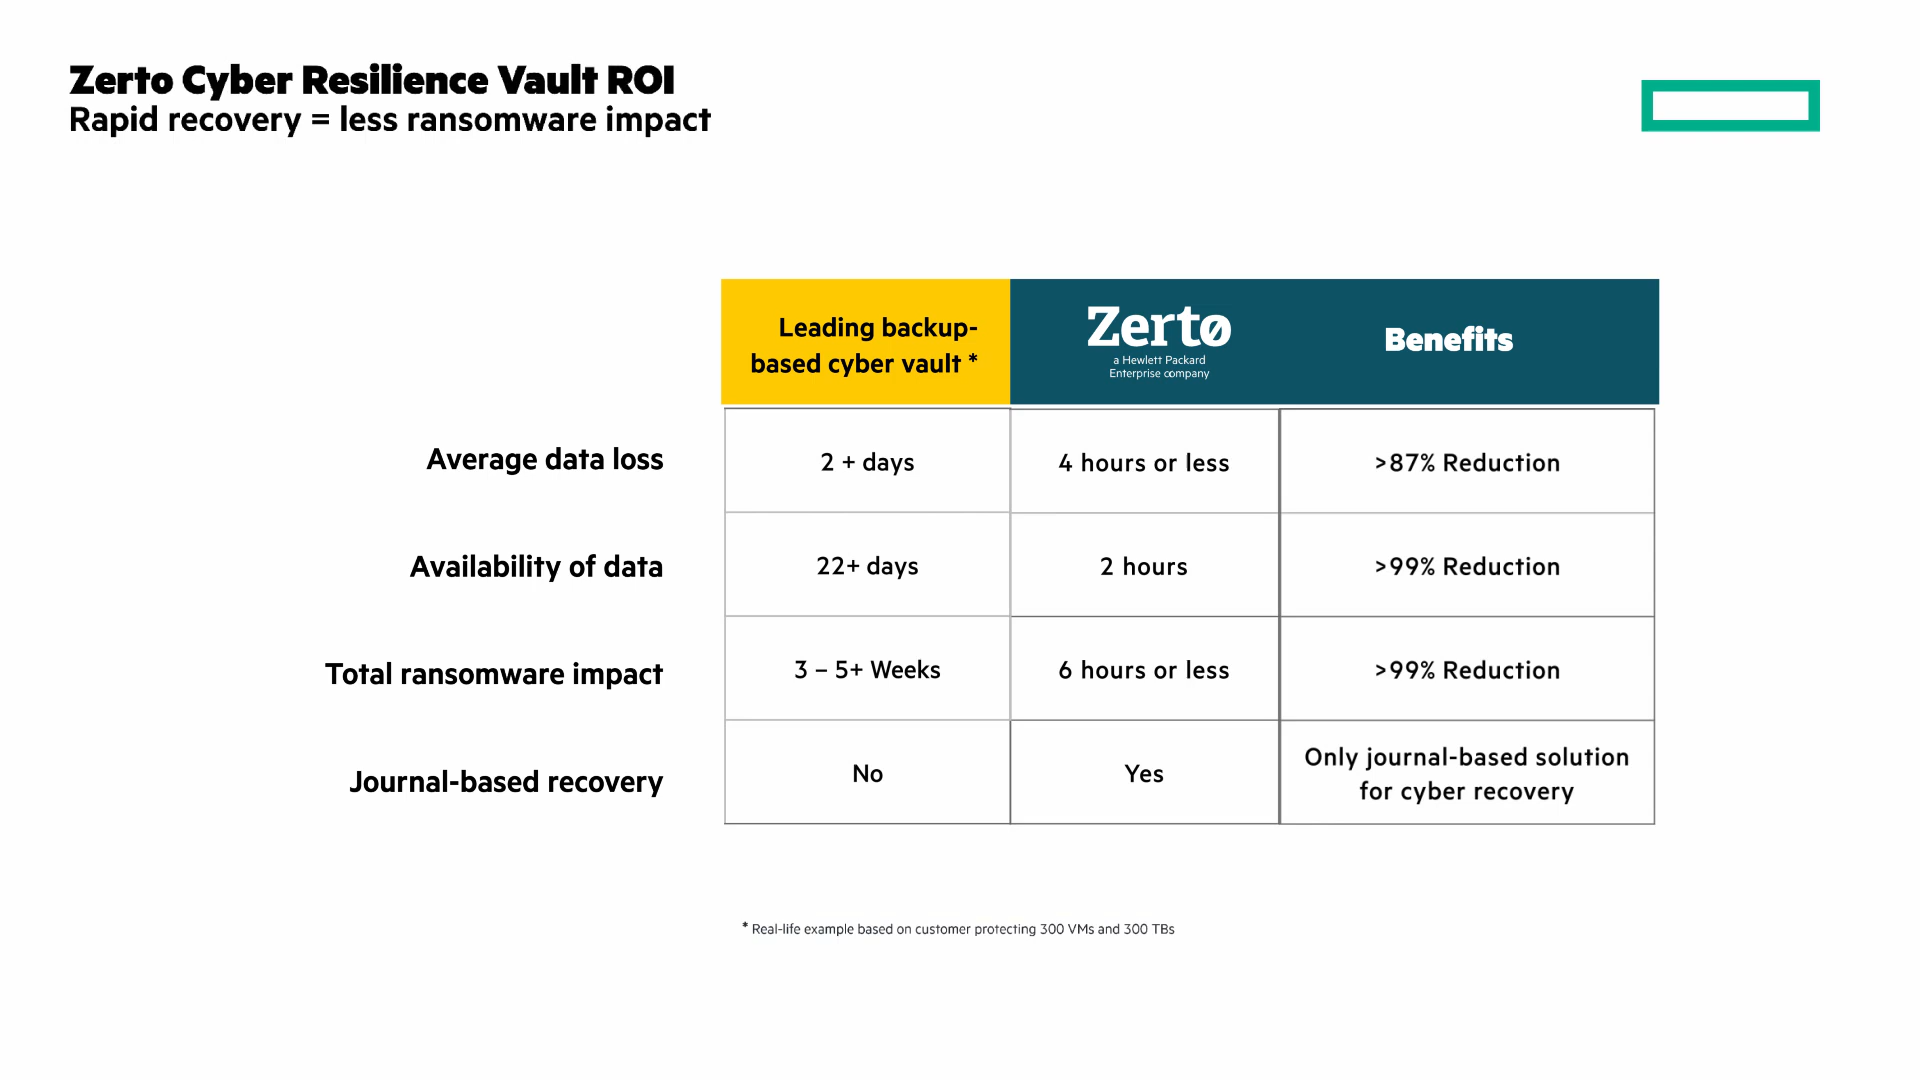 Zerto Cyber Resilience Vault ROI
Rapid recovery = less ransomware impact
Leading backup-
based cyber vault *
Zertø
a Hewlett Packard
Enterprise company
Benefits
Average data loss
2 + days
4 hours or less
>87% Reduction
Availability of data
22+ days
2 hours
>99% Reduction
Total ransomware impact
3 – 5+ Weeks
6 hours or less
>99% Reduction
Journal-based recovery
No
Yes
Only journal-based solution
for cyber recovery
* Real-life example based on customer protecting 300 VMs and 300 TBs